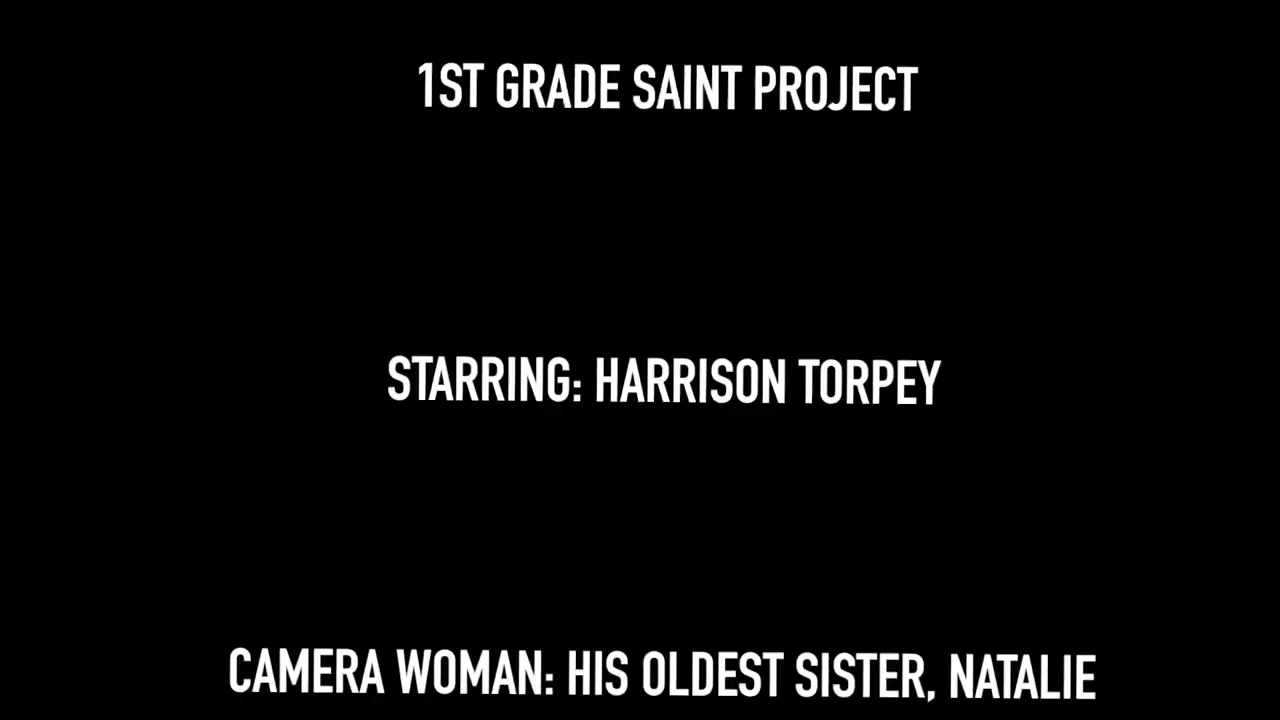 1ST GRADE SAINT PROJECT
STARRING: HARRISON TORPEY
CAMERA WOMAN: HIS OLDEST SISTER, NATALIE